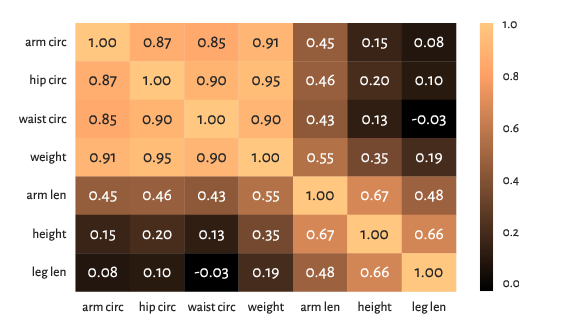 arm circ 1.00 0.87 0.85 0.91 0.45 0.15 0.08
hip circ 0.87 1.00 0.90 0.95 0.46 0.20 0.10
waist circ 0.85 0.90 1.00 0.90 0.43 0.13 -0.03
weight 0.91 0.95 0.90 1.00 0.55 0.35 0.19
arm len 0.45 0.46 0.43 0.55 1.00 0.67 0.48
height 0.15 0.20 0.13 0.35 0.67 1.00 0.66
leg len 0.08 0.10 -0.03 0.19 0.48 0.66 1.00
arm circ hip circ waist circ weight arm len height leg len
1.0
0.8
0.6
0.4
0.2
0.0